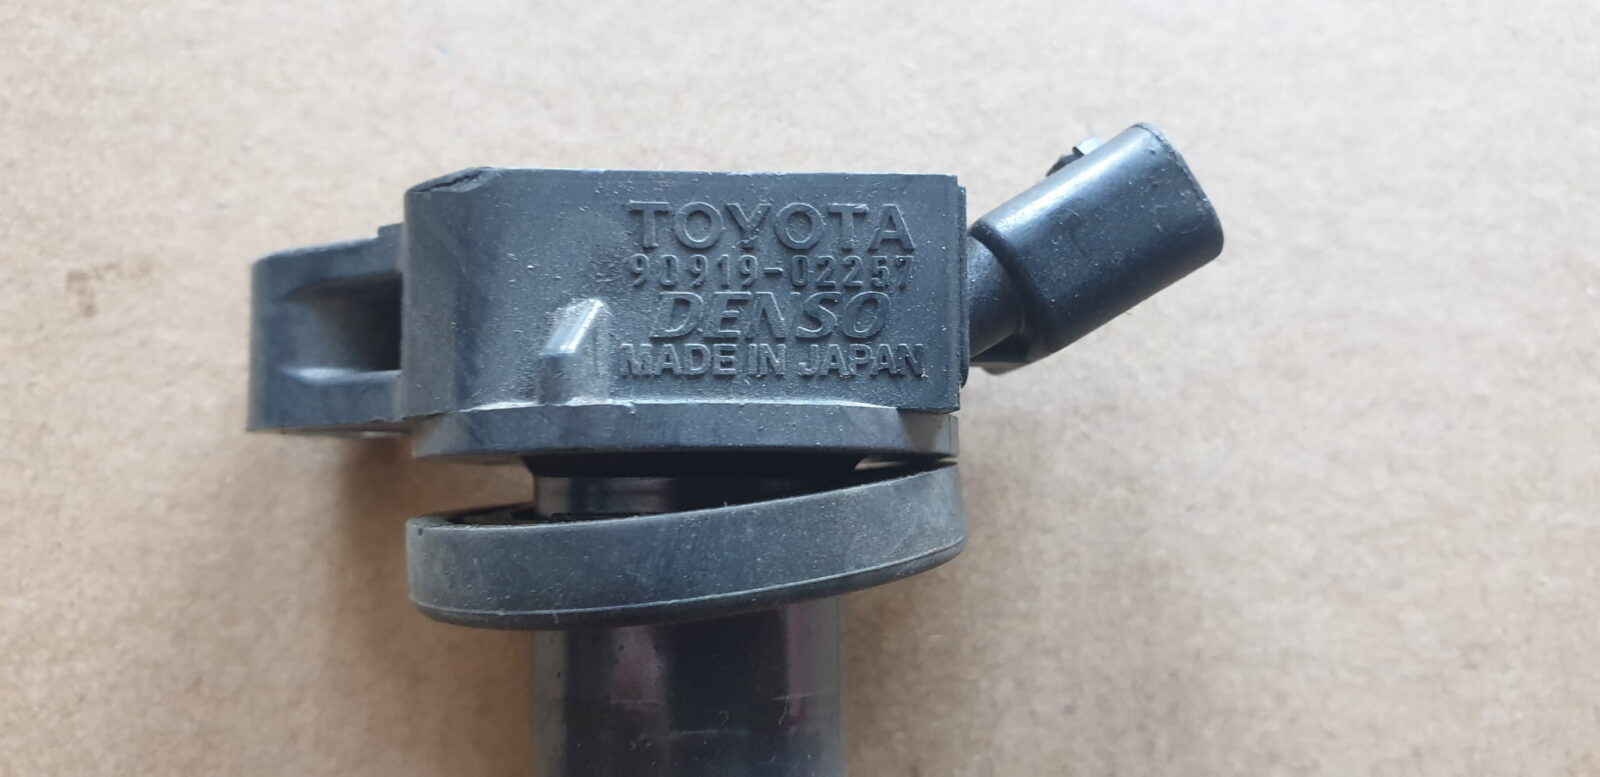 TOYOTA
90919-02257
DENSO
MADE IN JAPAN